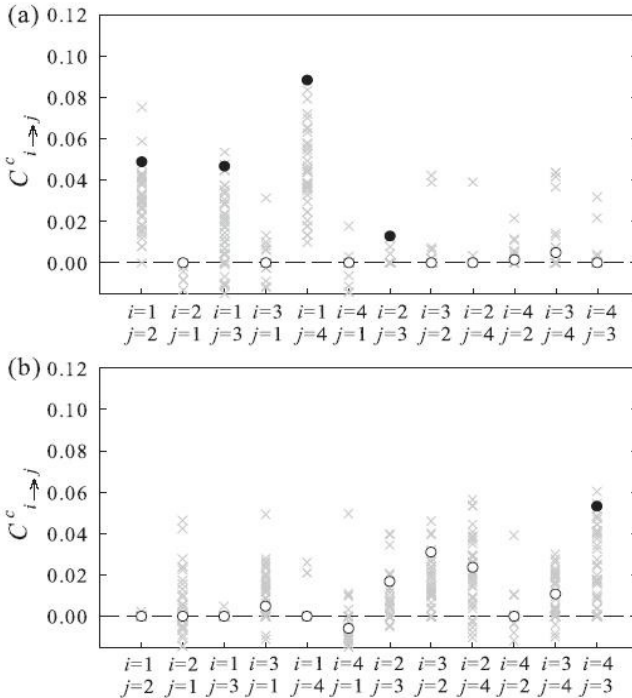 (a)
0.12
0.10
0.08
0.06
0.04
0.02
0.00
C^c_{i→j}
i=1 i=2 i=1 i=3 i=1 i=4 i=2 i=3 i=2 i=4 i=3 i=4
j=2 j=1 j=3 j=1 j=4 j=1 j=3 j=2 j=4 j=2 j=4 j=3
(b)
0.12
0.10
0.08
0.06
0.04
0.02
0.00
C^c_{i→j}
i=1 i=2 i=1 i=3 i=1 i=4 i=2 i=3 i=2 i=4 i=3 i=4
j=2 j=1 j=3 j=1 j=4 j=1 j=3 j=2 j=4 j=2 j=4 j=3